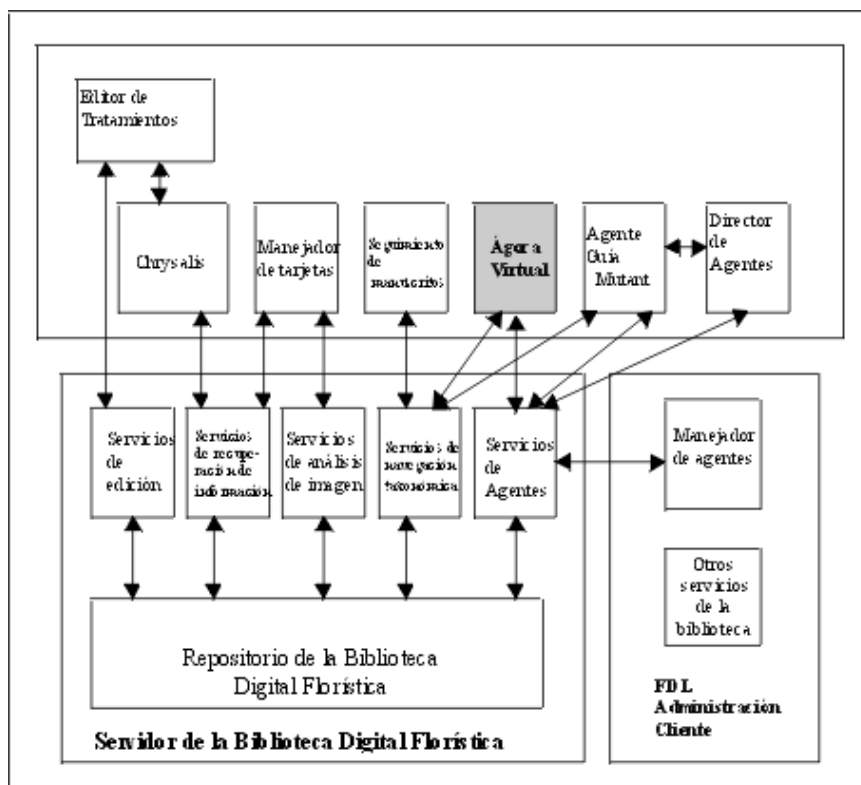 Editor de
Tratamientos
Chrysalis
Manejador
de tarjetas
Seguimiento
de
manuscritos
Ágora
Virtual
Agente
Guía
Mutant
Director
de
Agentes
Servicios
de
edición
Servicios
de recupe-
ración de
información
Servicios
de análisis
de imagen
Servicios de
navegación
taxonómica
Servicios
de
Agentes
Manejador
de agentes
Otros
servicios
de la
biblioteca
Repositorio de la Biblioteca
Digital Florística
Servidor de la Biblioteca Digital Florística
FDL
Administración
Cliente